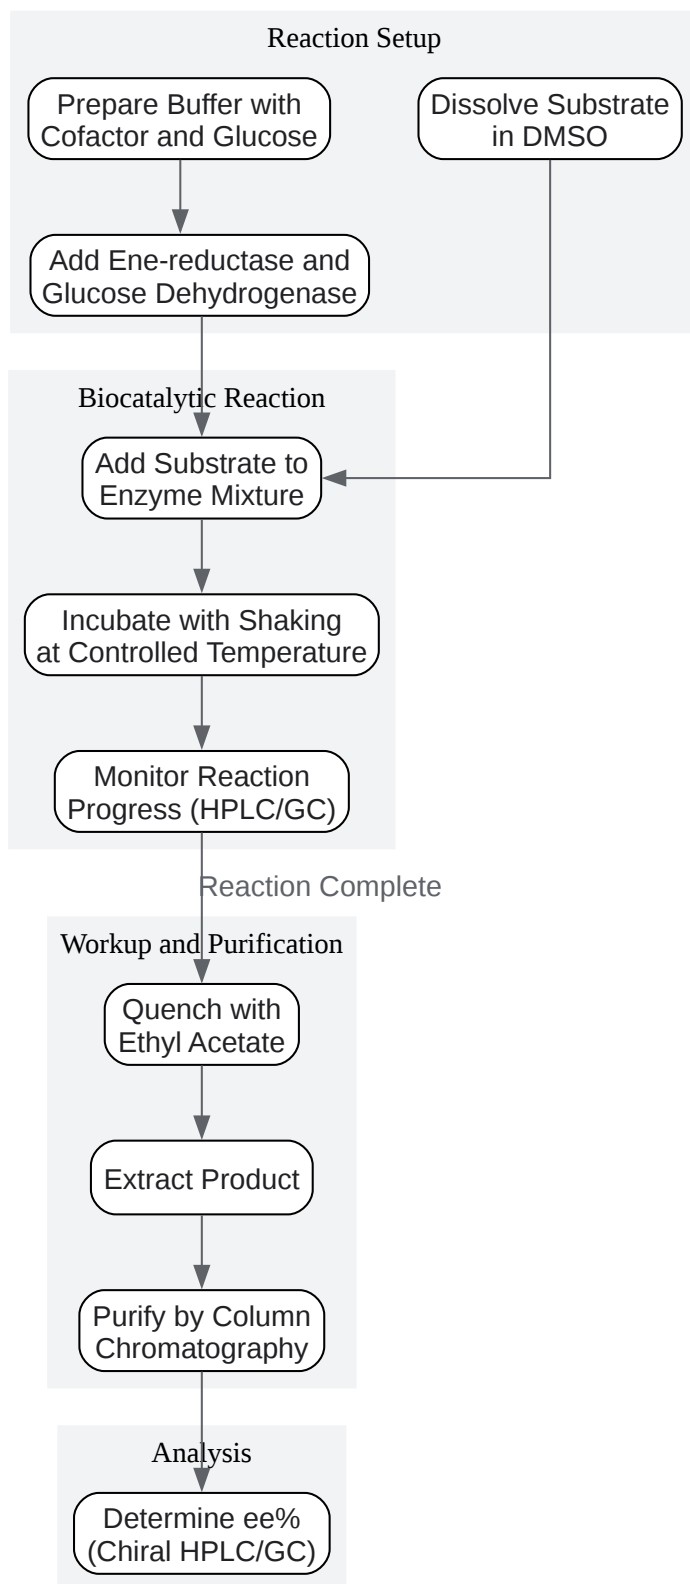 Reaction Setup
Prepare Buffer with
Cofactor and Glucose
Dissolve Substrate
in DMSO
Add Ene-reductase and
Glucose Dehydrogenase
Biocatalytic Reaction
Add Substrate to
Enzyme Mixture
Incubate with Shaking
at Controlled Temperature
Monitor Reaction
Progress (HPLC/GC)
Reaction Complete
Workup and Purification
Quench with
Ethyl Acetate
Extract Product
Purify by Column
Chromatography
Analysis
Determine ee%
(Chiral HPLC/GC)